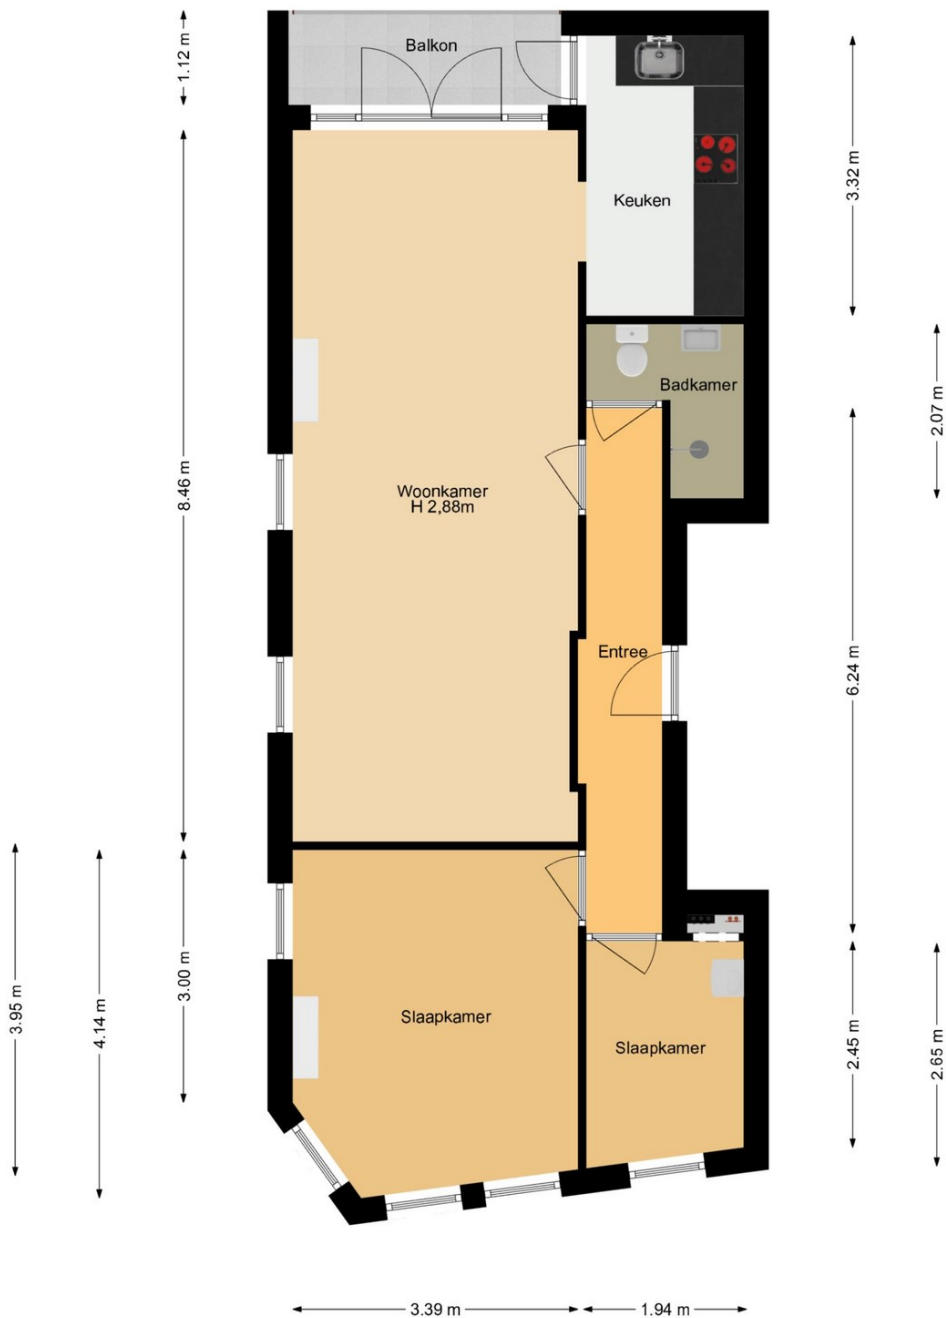 Balkon
1.12 m
Keuken
3.32 m
Badkamer
2.07 m
Woonkamer
H 2,88m
8.46 m
Entree
6.24 m
Slaapkamer
3.00 m
4.14 m
3.95 m
Slaapkamer
2.45 m
2.65 m
3.39 m
1.94 m